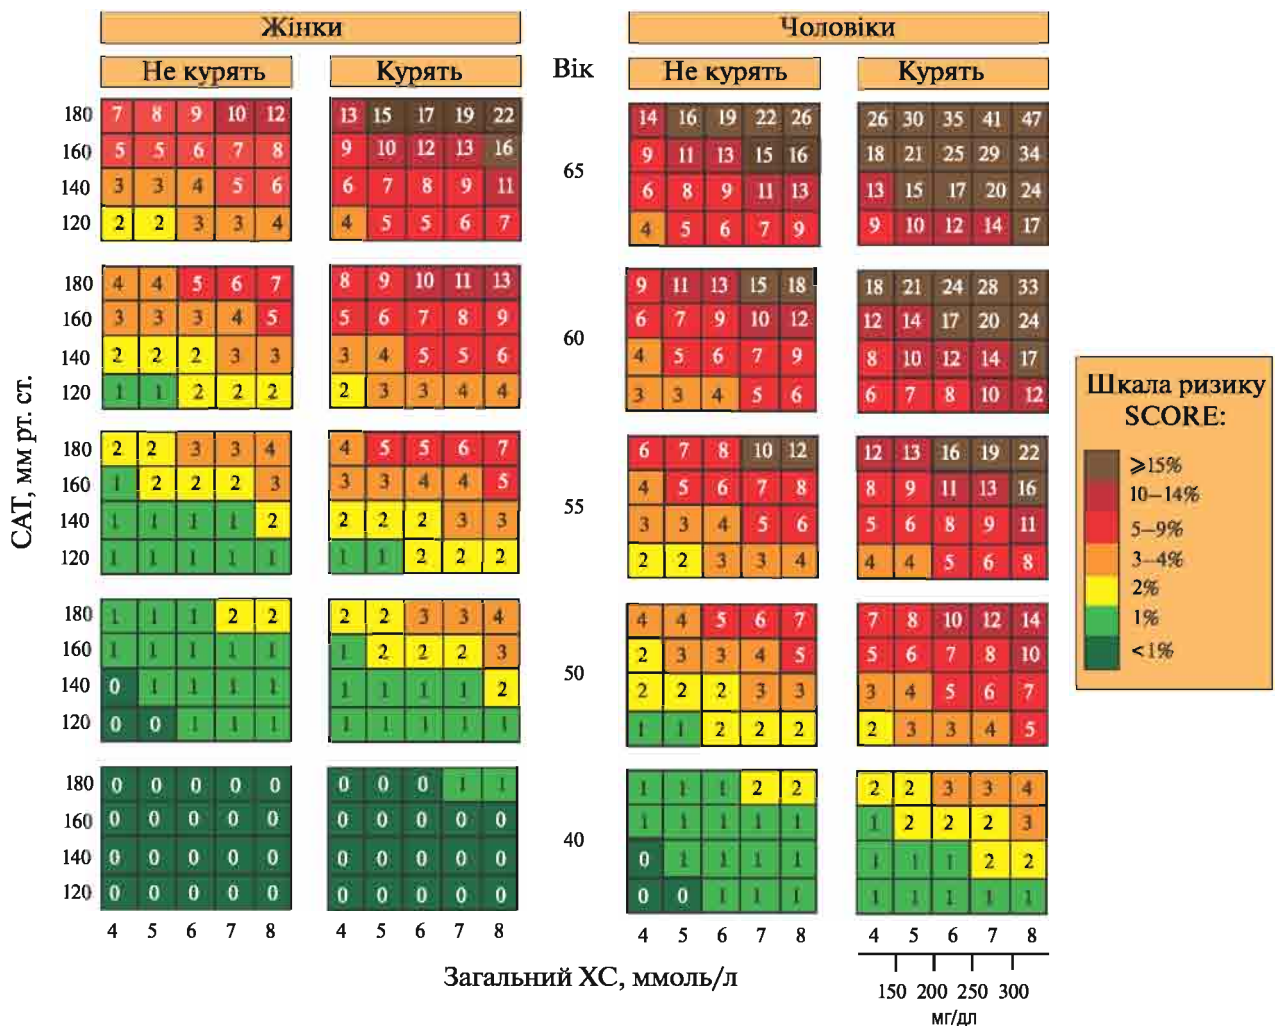 Жінки Чоловіки
Не курять Курять Вік Не курять Курять
180 7 8 9 10 12 13 15 17 19 22 14 16 19 22 26 26 30 35 41 47
160 5 5 6 7 8 9 10 12 13 16 9 11 13 15 16 18 21 25 29 34
65
140 3 3 4 5 6 6 7 8 9 11 6 8 9 11 13 13 15 17 20 24
120 2 2 3 3 4 4 5 5 6 7 4 5 6 7 9 9 10 12 14 17
180 4 4 5 6 7 8 9 10 11 13 9 11 13 15 18 18 21 24 28 33
160 3 3 3 4 5 5 6 7 8 9 6 7 9 10 12 12 14 17 20 24
60
140 2 2 2 3 3 3 4 5 5 6 4 5 6 7 9 8 10 12 14 17
120 1 1 2 2 2 2 3 3 4 4 3 3 4 5 6 6 7 8 10 12
180 2 2 3 3 4 4 5 5 6 7 6 7 8 10 12 12 13 16 19 22
160 1 2 2 2 3 3 3 4 4 5 4 5 6 7 8 8 9 11 13 16
55
140 1 1 1 1 2 2 2 2 3 3 3 3 4 5 6 5 6 8 9 11
120 1 1 1 1 1 1 1 2 2 2 2 2 3 3 4 4 4 5 6 8
180 1 1 1 2 2 2 2 3 3 4 4 4 5 6 7 7 8 10 12 14
160 1 1 1 1 1 1 2 2 2 3 2 3 3 4 5 5 6 7 8 10
50
140 0 1 1 1 1 1 1 1 1 2 2 2 2 3 3 3 4 5 6 7
120 0 0 1 1 1 1 1 1 1 1 1 1 2 2 2 2 3 3 4 5
180 0 0 0 0 0 0 0 0 1 1 1 1 1 2 2 2 2 3 3 4
160 0 0 0 0 0 0 0 0 0 0 1 1 1 1 1 1 2 2 2 3
40
140 0 0 0 0 0 0 0 0 0 0 0 1 1 1 1 1 1 1 2 2
120 0 0 0 0 0 0 0 0 0 0 0 0 1 1 1 1 1 1 1 1
4 5 6 7 8 4 5 6 7 8 4 5 6 7 8 4 5 6 7 8
САТ, мм рт. ст.
Загальний ХС, ммоль/л
150 200 250 300
мг/дл
Шкала ризику
SCORE:
⩾15%
10–14%
5–9%
3–4%
2%
1%
<1%